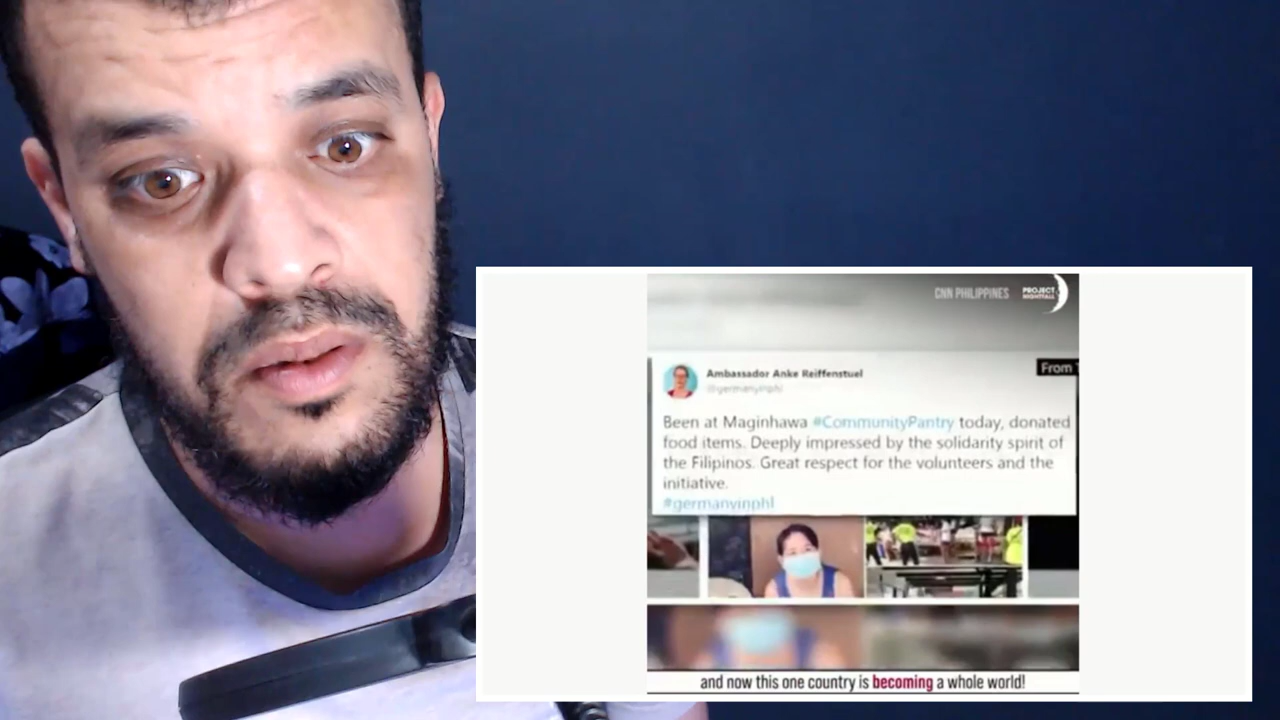 CNN PHILIPPINES
PROJECT
NIGHTFALL
Ambassador Anke Reiffenstuel
@germanyinphl
From
Been at Maginhawa #CommunityPantry today, donated
food items. Deeply impressed by the solidarity spirit of
the Filipinos. Great respect for the volunteers and the
initiative.
#germanyinphl
and now this one country is becoming a whole world!